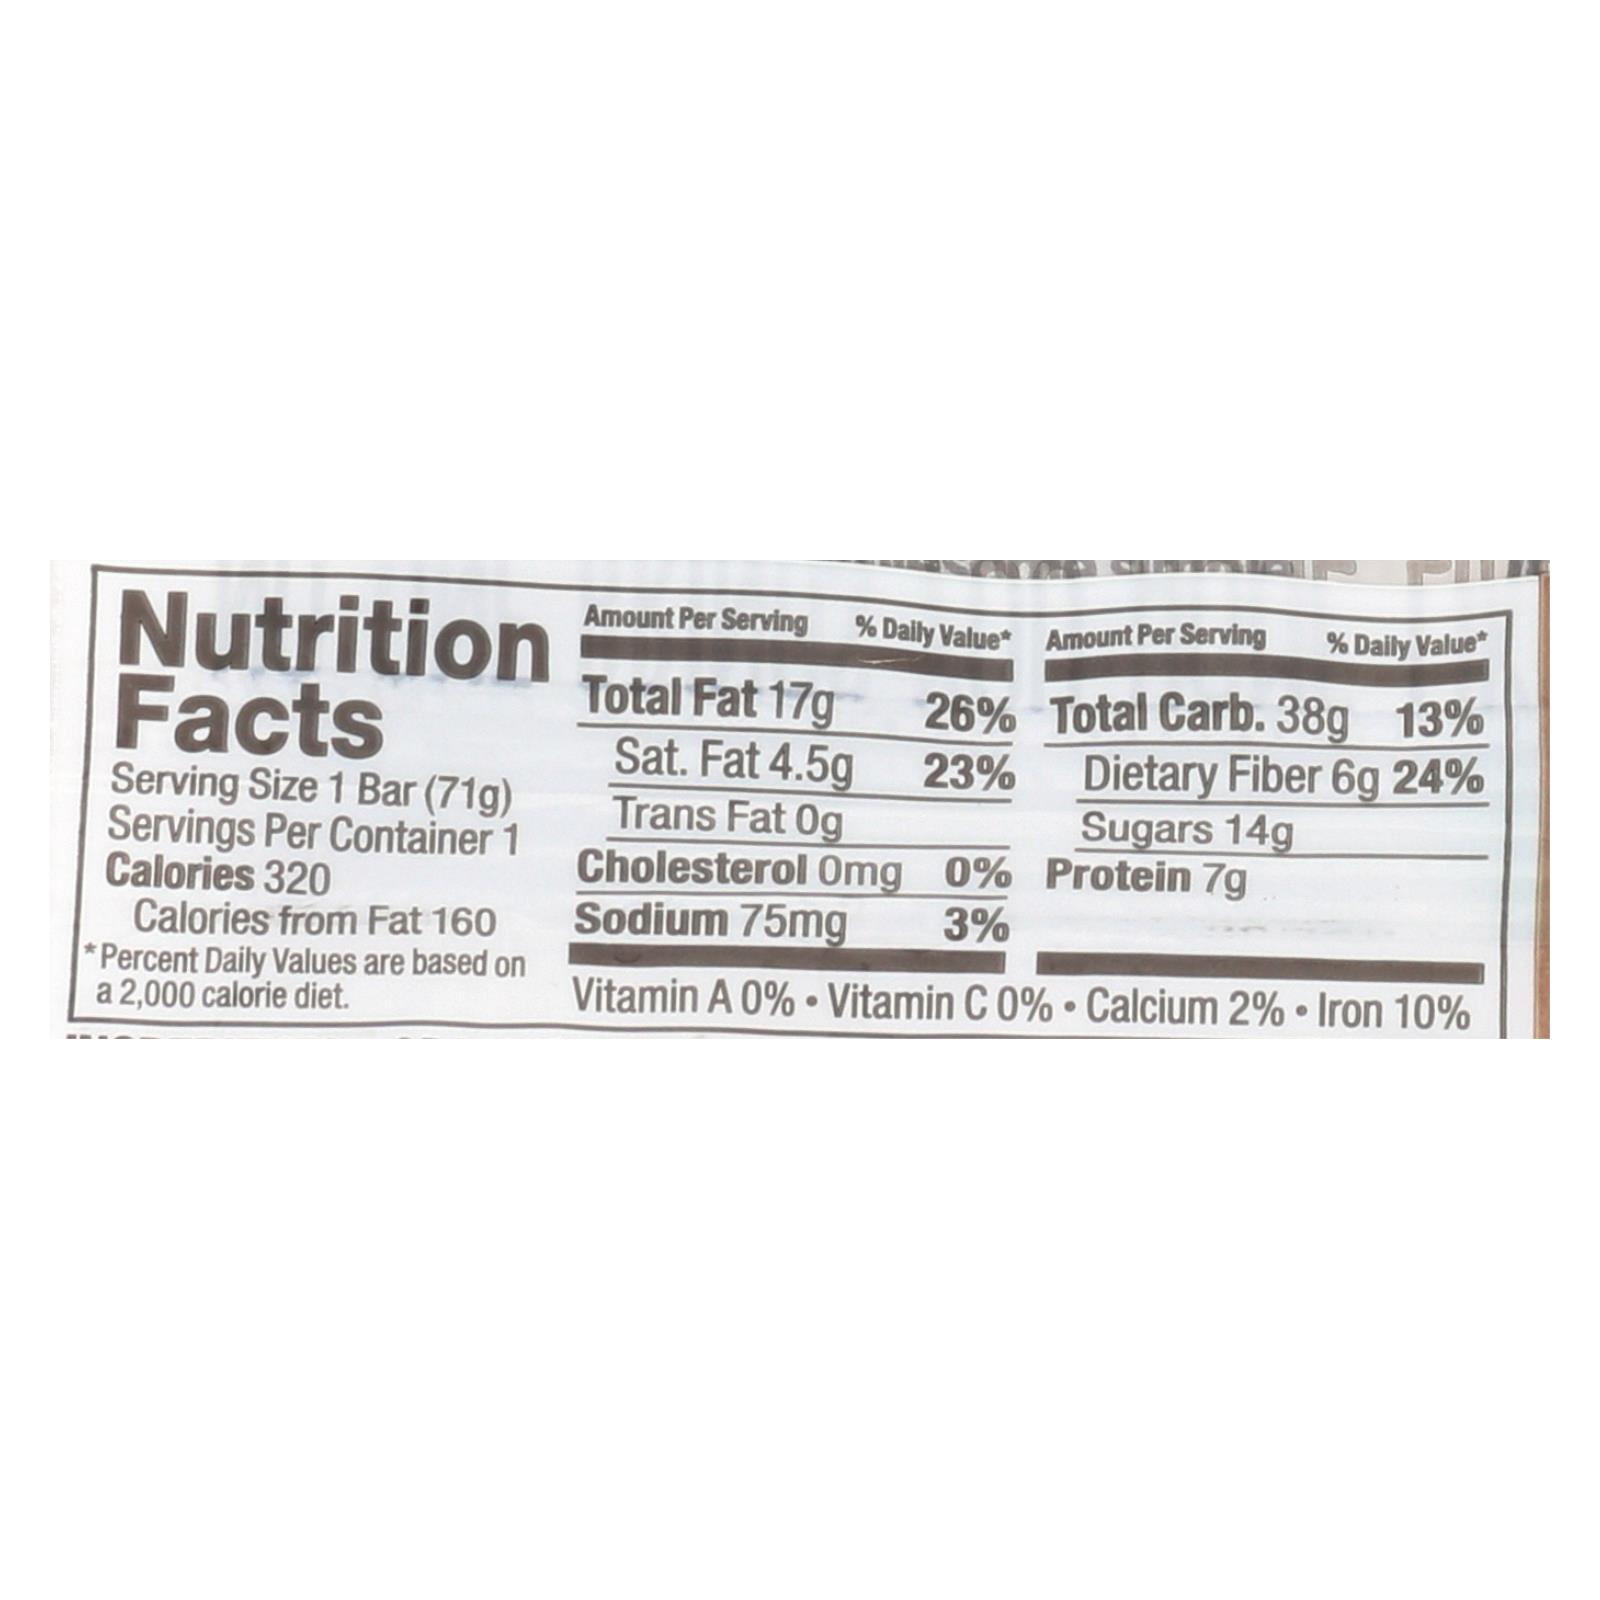 Nutrition
Facts
Serving Size 1 Bar (71g)
Servings Per Container 1
Calories 320
Calories from Fat 160
*Percent Daily Values are based on
a 2,000 calorie diet.
Amount Per Serving % Daily Value*
Total Fat 17g 26%
Sat. Fat 4.5g 23%
Trans Fat 0g
Cholesterol 0mg 0%
Sodium 75mg 3%
Amount Per Serving % Daily Value*
Total Carb. 38g 13%
Dietary Fiber 6g 24%
Sugars 14g
Protein 7g
Vitamin A 0% • Vitamin C 0% • Calcium 2% • Iron 10%